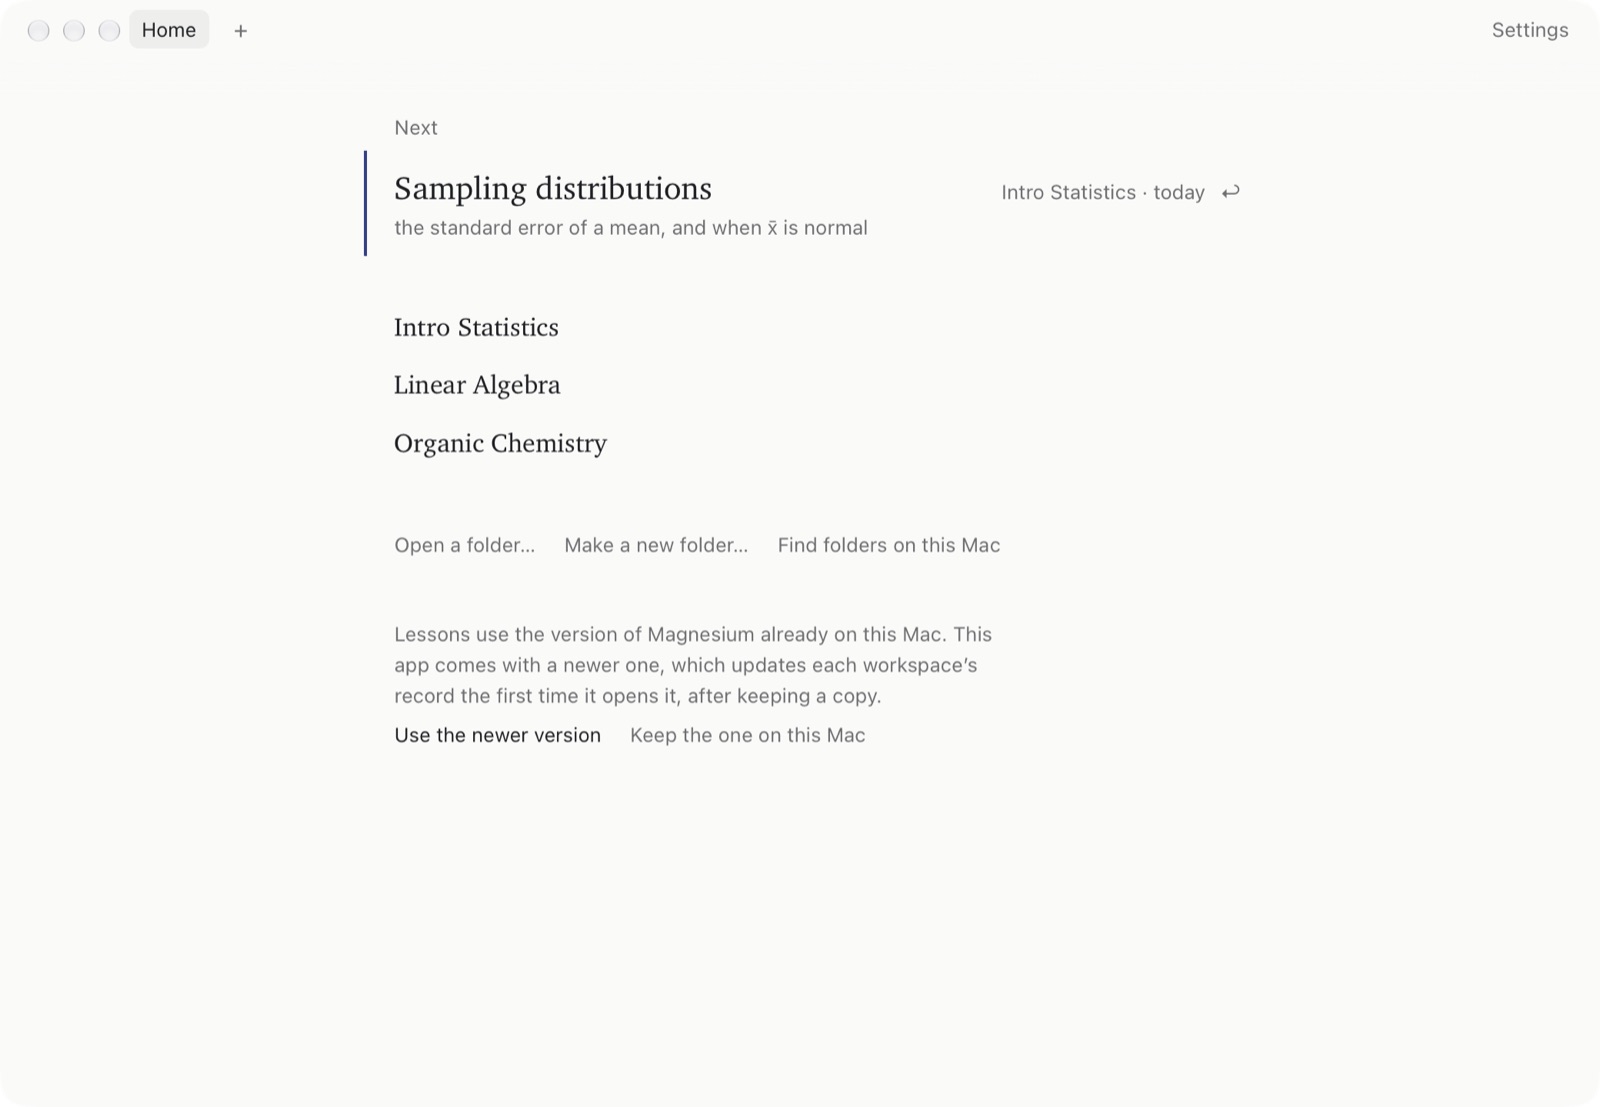 Home +
Settings
Next
Sampling distributions
Intro Statistics · today ↩
the standard error of a mean, and when x̄ is normal
Intro Statistics
Linear Algebra
Organic Chemistry
Open a folder... Make a new folder... Find folders on this Mac
Lessons use the version of Magnesium already on this Mac. This
app comes with a newer one, which updates each workspace’s
record the first time it opens it, after keeping a copy.
Use the newer version Keep the one on this Mac